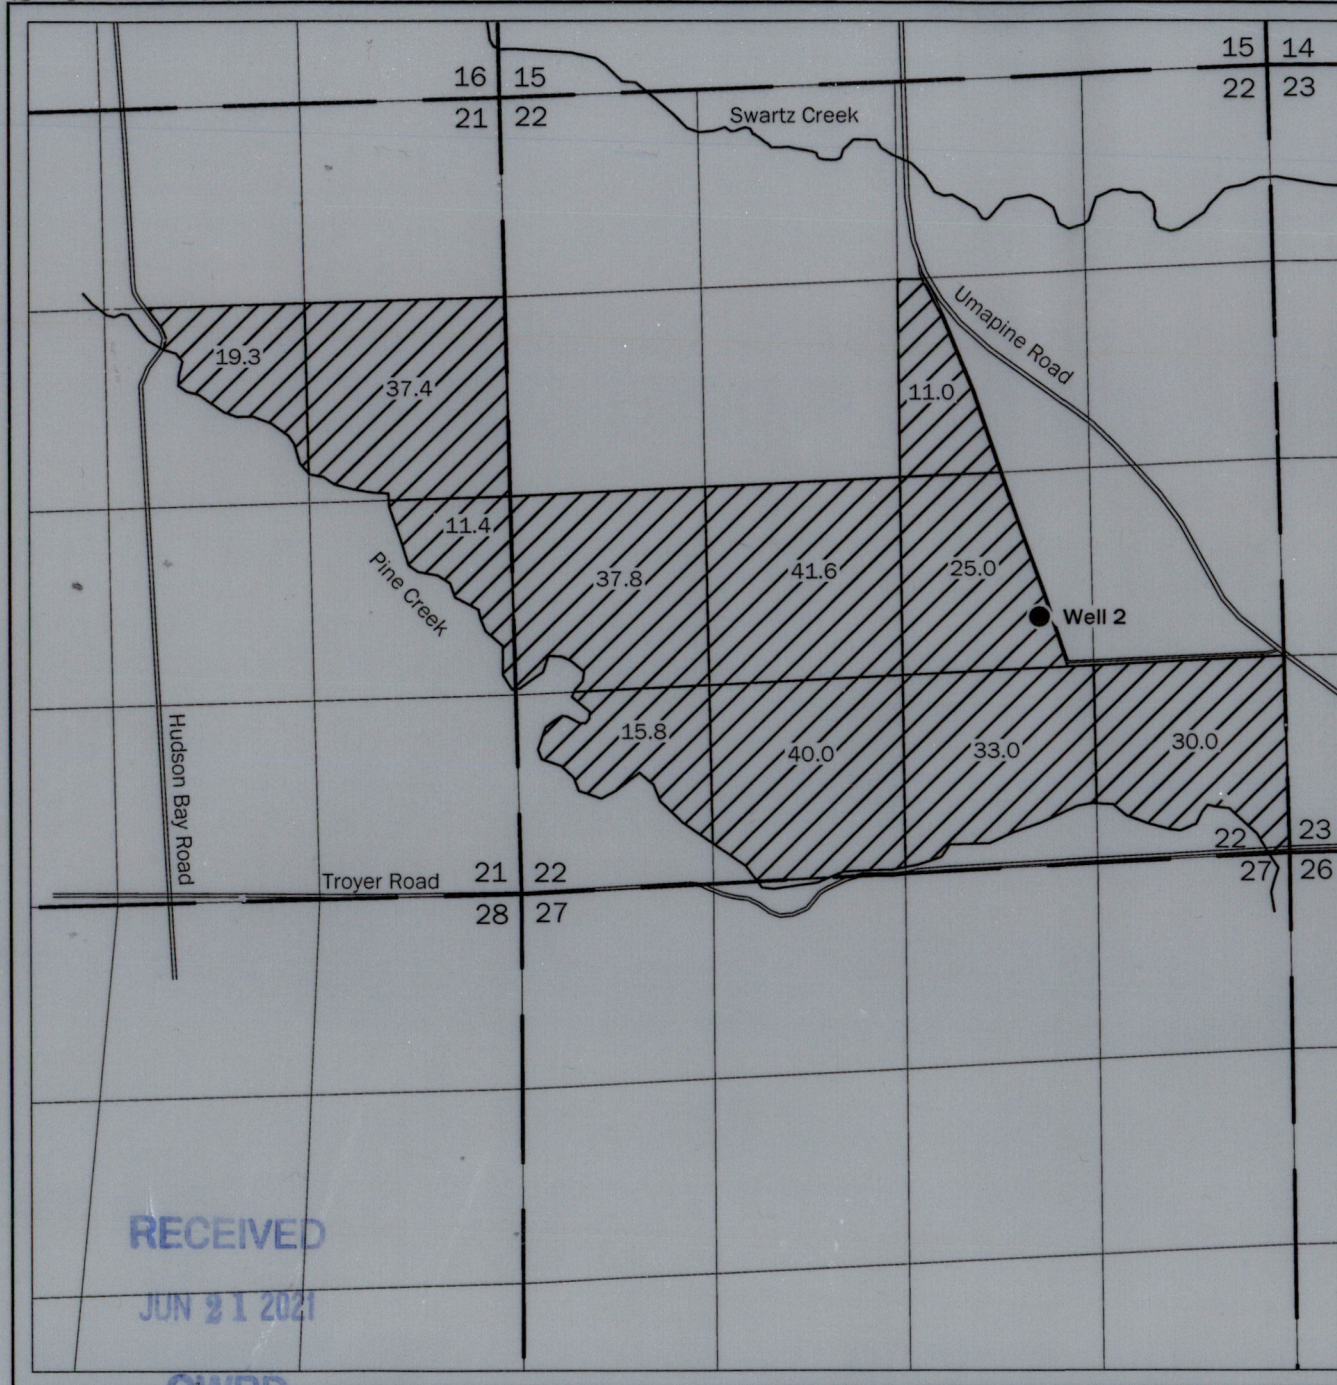 15 14
16 15
22 23
21 22
Swartz Creek
Umapine Road
19.3
37.4
11.0
11.4
Pine Creek
37.8
41.6
25.0
Well 2
15.8
40.0
33.0
30.0
Hudson Bay Road
22 23
27 26
Troyer Road
21 22
28 27
RECEIVED
JUN 21 2021
OWRD